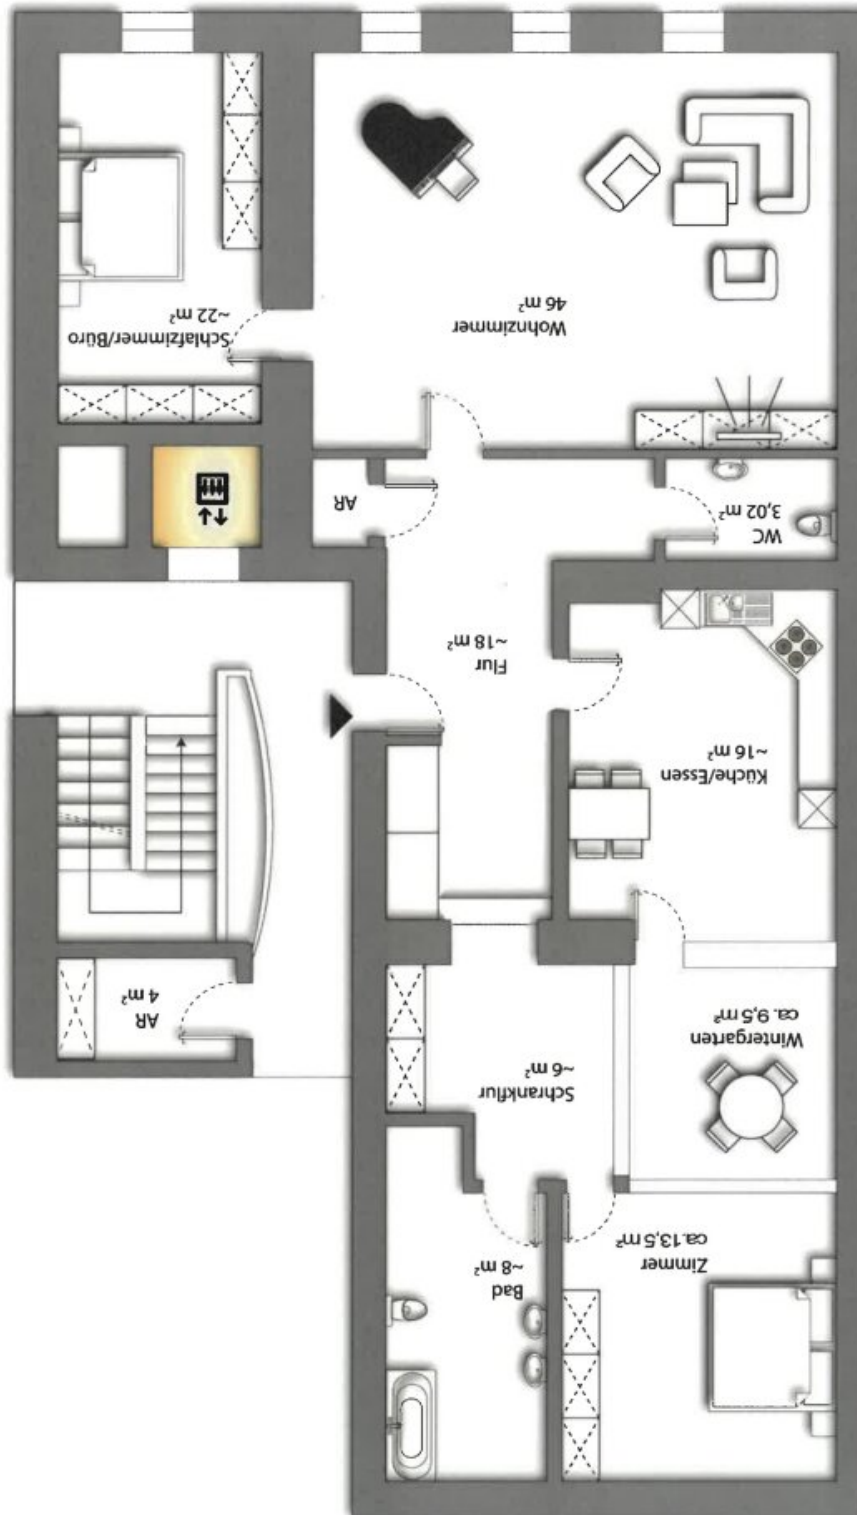 Zimmer
ca.13,5 m²
Bad
~8 m²
Schrankflur
~6 m²
Wintergarten
ca. 9,5 m²
AR
4 m²
Küche/Essen
~16 m²
Flur
~18 m²
WC
3,02 m²
AR
Wohnzimmer
46 m²
Schlafzimmer/Büro
~22 m²